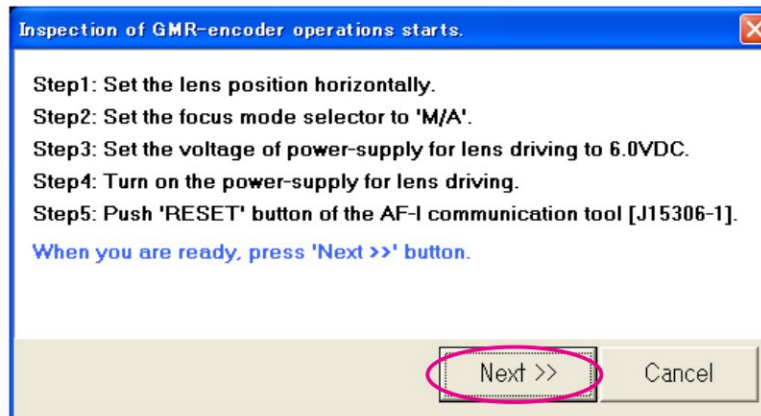 Inspection of GMR-encoder operations starts.
Step1: Set the lens position horizontally.
Step2: Set the focus mode selector to 'M/A'.
Step3: Set the voltage of power-supply for lens driving to 6.0VDC.
Step4: Turn on the power-supply for lens driving.
Step5: Push 'RESET' button of the AF-I communication tool [J15306-1].
When you are ready, press 'Next >>' button.
Next >>
Cancel